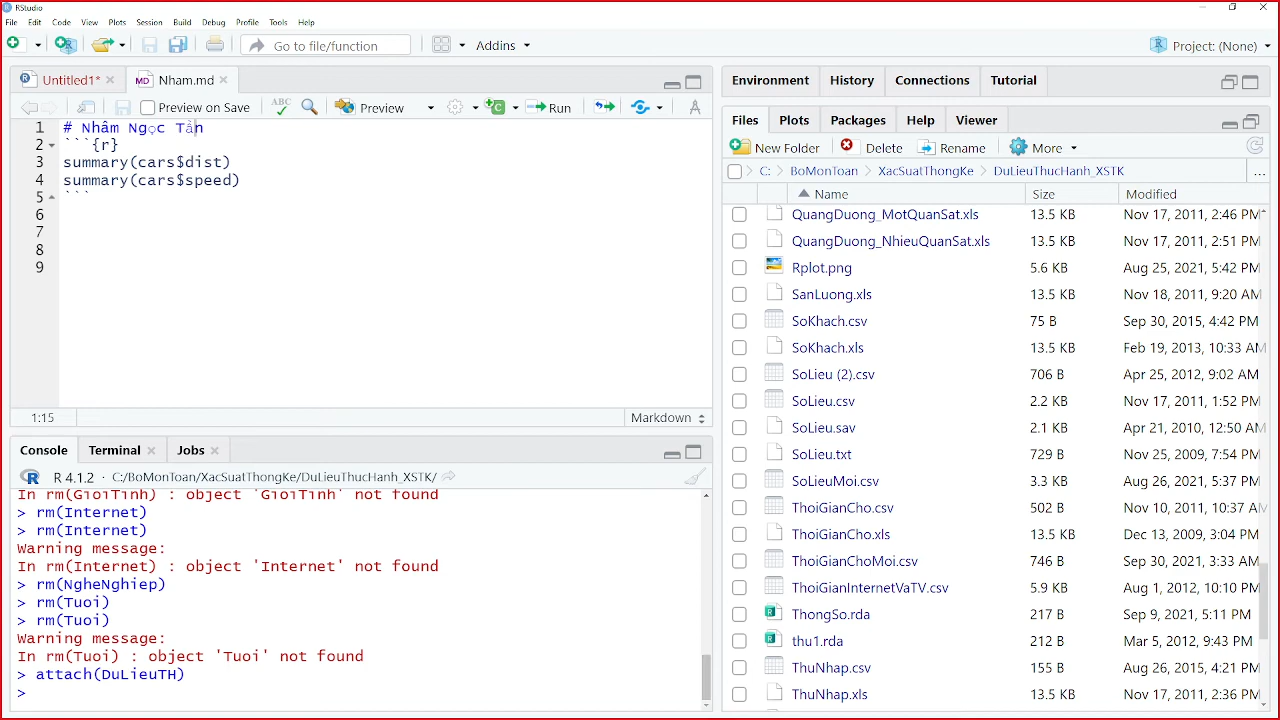 RStudio
File Edit Code View Plots Session Build Debug Profile Tools Help
Go to file/function Addins Project: (None)
Untitled1* Nham.md
Preview on Save ABC Preview Run
1 # Nhâm Ngọc Tần
2 ```{r}
3 summary(cars$dist)
4 summary(cars$speed)
5 ```
6
7
8
9
1:15 Markdown
Console Terminal Jobs
R 4.1.2 · C:/BoMonToan/XacSuatThongKe/DuLieuThucHanh_XSTK/
In rm(GioiTinh) : object 'GioiTinh' not found
> rm(Internet)
> rm(Internet)
Warning message:
In rm(Internet) : object 'Internet' not found
> rm(NgheNghiep)
> rm(Tuoi)
> rm(Tuoi)
Warning message:
In rm(Tuoi) : object 'Tuoi' not found
> attach(DuLieuTH)
>
Environment History Connections Tutorial
Files Plots Packages Help Viewer
New Folder Delete Rename More
C: BoMonToan XacSuatThongKe DuLieuThucHanh_XSTK ...
Name Size Modified
QuangDuong_MotQuanSat.xls 13.5 KB Nov 17, 2011, 2:46 PM
QuangDuong_NhieuQuanSat.xls 13.5 KB Nov 17, 2011, 2:51 PM
Rplot.png 5.6 KB Aug 25, 2021, 5:42 PM
SanLuong.xls 13.5 KB Nov 18, 2011, 9:20 AM
SoKhach.csv 75 B Sep 30, 2015, 4:42 PM
SoKhach.xls 13.5 KB Feb 19, 2013, 10:33 AM
SoLieu (2).csv 706 B Apr 25, 2012, 9:02 AM
SoLieu.csv 2.2 KB Nov 17, 2011, 1:52 PM
SoLieu.sav 2.1 KB Apr 21, 2010, 12:50 AM
SoLieu.txt 729 B Nov 25, 2009, 7:54 PM
SoLieuMoi.csv 3.3 KB Aug 26, 2021, 5:37 PM
ThoiGianCho.csv 502 B Nov 10, 2011, 10:37 AM
ThoiGianCho.xls 13.5 KB Dec 13, 2009, 3:04 PM
ThoiGianChoMoi.csv 726 B Sep 30, 2021, 3:33 AM
ThoiGianInternetVaTV.csv 5.9 KB Aug 1, 2012, 10:10 PM
ThongSo.rda 217 B Sep 9, 2021, 3:11 PM
thu1.rda 212 B Mar 5, 2012, 9:43 PM
ThuNhap.csv 155 B Aug 26, 2015, 4:21 PM
ThuNhap.xls 13.5 KB Nov 17, 2011, 2:36 PM